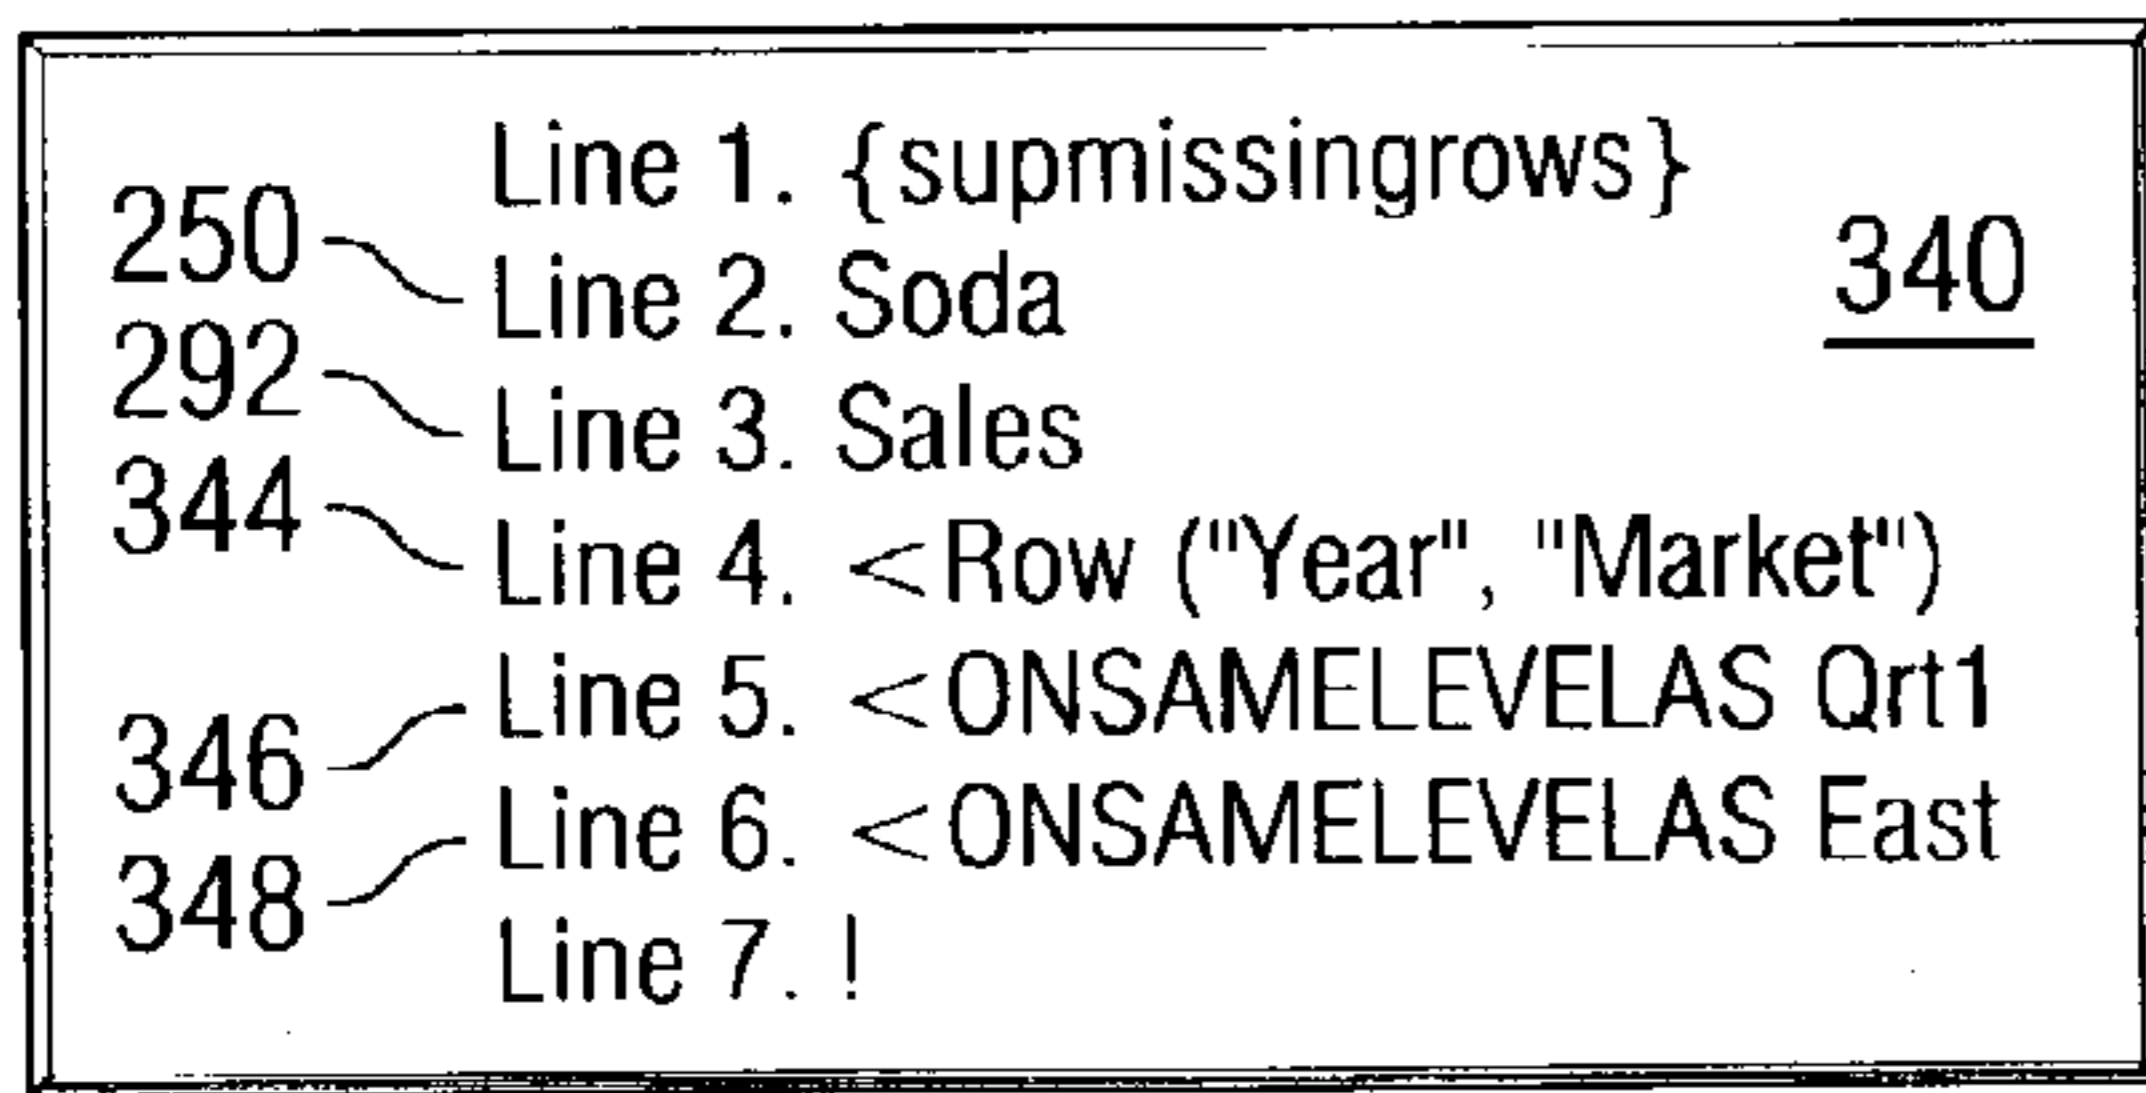 Line 1. {supmissingrows}
250 Line 2. Soda
340
292 Line 3. Sales
344 Line 4. <Row ("Year", "Market")
346 Line 5. <ONSAMELEVELAS Qrt1
348 Line 6. <ONSAMELEVELAS East
Line 7. !